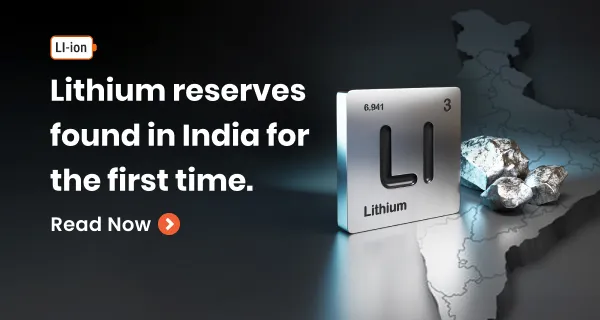 LI-ion
Lithium reserves
found in India for
the first time.
Read Now
6.941 3
LI
Lithium